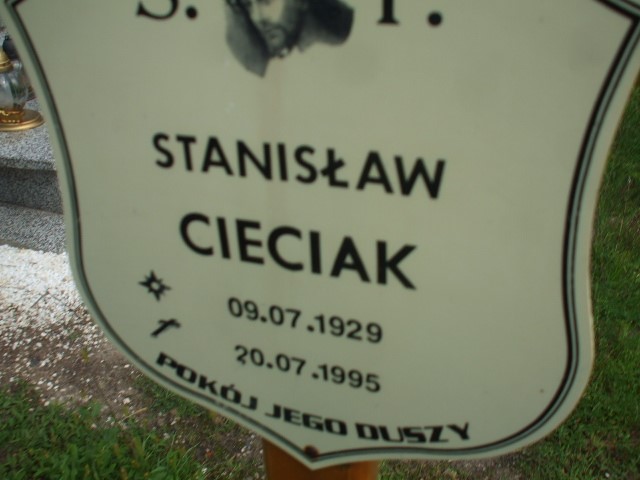 STANISŁAW
CIECIAK
09.07.1929
20.07.1995
POKÓJ JEGO DUSZY